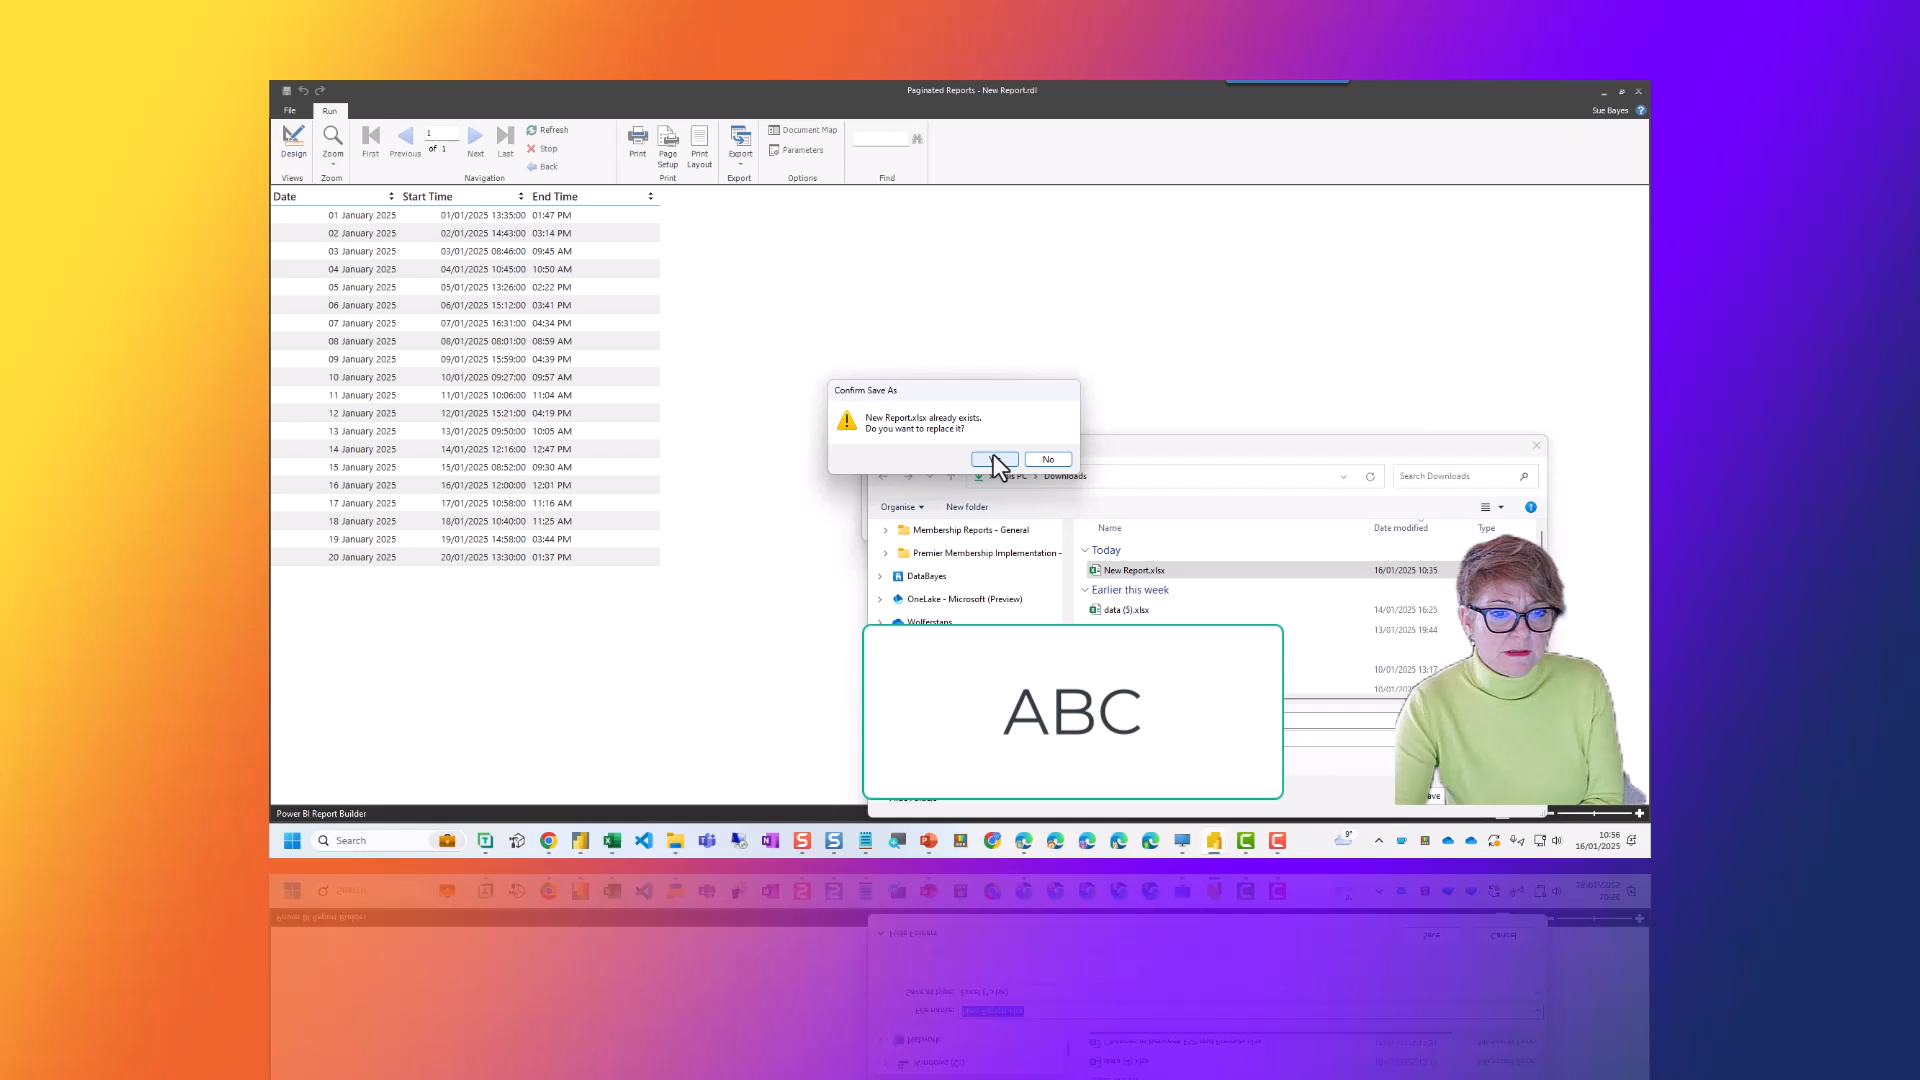 Paginated Reports - New Report.rdl
File
Run
Sue Bayes
Design
Zoom
First
Previous
1
of 1
Next
Last
Refresh
Stop
Back
Print
Page Setup
Print Layout
Export
Document Map
Parameters
Views
Zoom
Navigation
Print
Export
Options
Find
Date Start Time End Time
01 January 2025 01/01/2025 13:35:00 01:47 PM
02 January 2025 02/01/2025 14:43:00 03:14 PM
03 January 2025 03/01/2025 08:46:00 09:45 AM
04 January 2025 04/01/2025 10:45:00 10:50 AM
05 January 2025 05/01/2025 13:26:00 02:22 PM
06 January 2025 06/01/2025 15:12:00 03:41 PM
07 January 2025 07/01/2025 16:31:00 04:34 PM
08 January 2025 08/01/2025 08:01:00 08:59 AM
09 January 2025 09/01/2025 15:59:00 04:39 PM
10 January 2025 10/01/2025 09:27:00 09:57 AM
11 January 2025 11/01/2025 10:06:00 11:04 AM
12 January 2025 12/01/2025 15:21:00 04:19 PM
13 January 2025 13/01/2025 09:50:00 10:05 AM
14 January 2025 14/01/2025 12:16:00 12:47 PM
15 January 2025 15/01/2025 08:52:00 09:30 AM
16 January 2025 16/01/2025 12:00:00 12:01 PM
17 January 2025 17/01/2025 10:58:00 11:16 AM
18 January 2025 18/01/2025 10:40:00 11:25 AM
19 January 2025 19/01/2025 14:58:00 03:44 PM
20 January 2025 20/01/2025 13:30:00 01:37 PM
Confirm Save As
New Report.xlsx already exists.
Do you want to replace it?
No
PC > Downloads
Search Downloads
Organise
New folder
Membership Reports - General
Premier Membership Implementation -
DataBayes
OneLake - Microsoft (Preview)
Wolferstans
Name Date modified Type
Today
New Report.xlsx 16/01/2025 10:35
Earlier this week
data (5).xlsx 14/01/2025 16:25
13/01/2025 19:44
10/01/2025 13:17
10/01/2025
ABC
Power BI Report Builder
Search
9°
10:56
16/01/2025